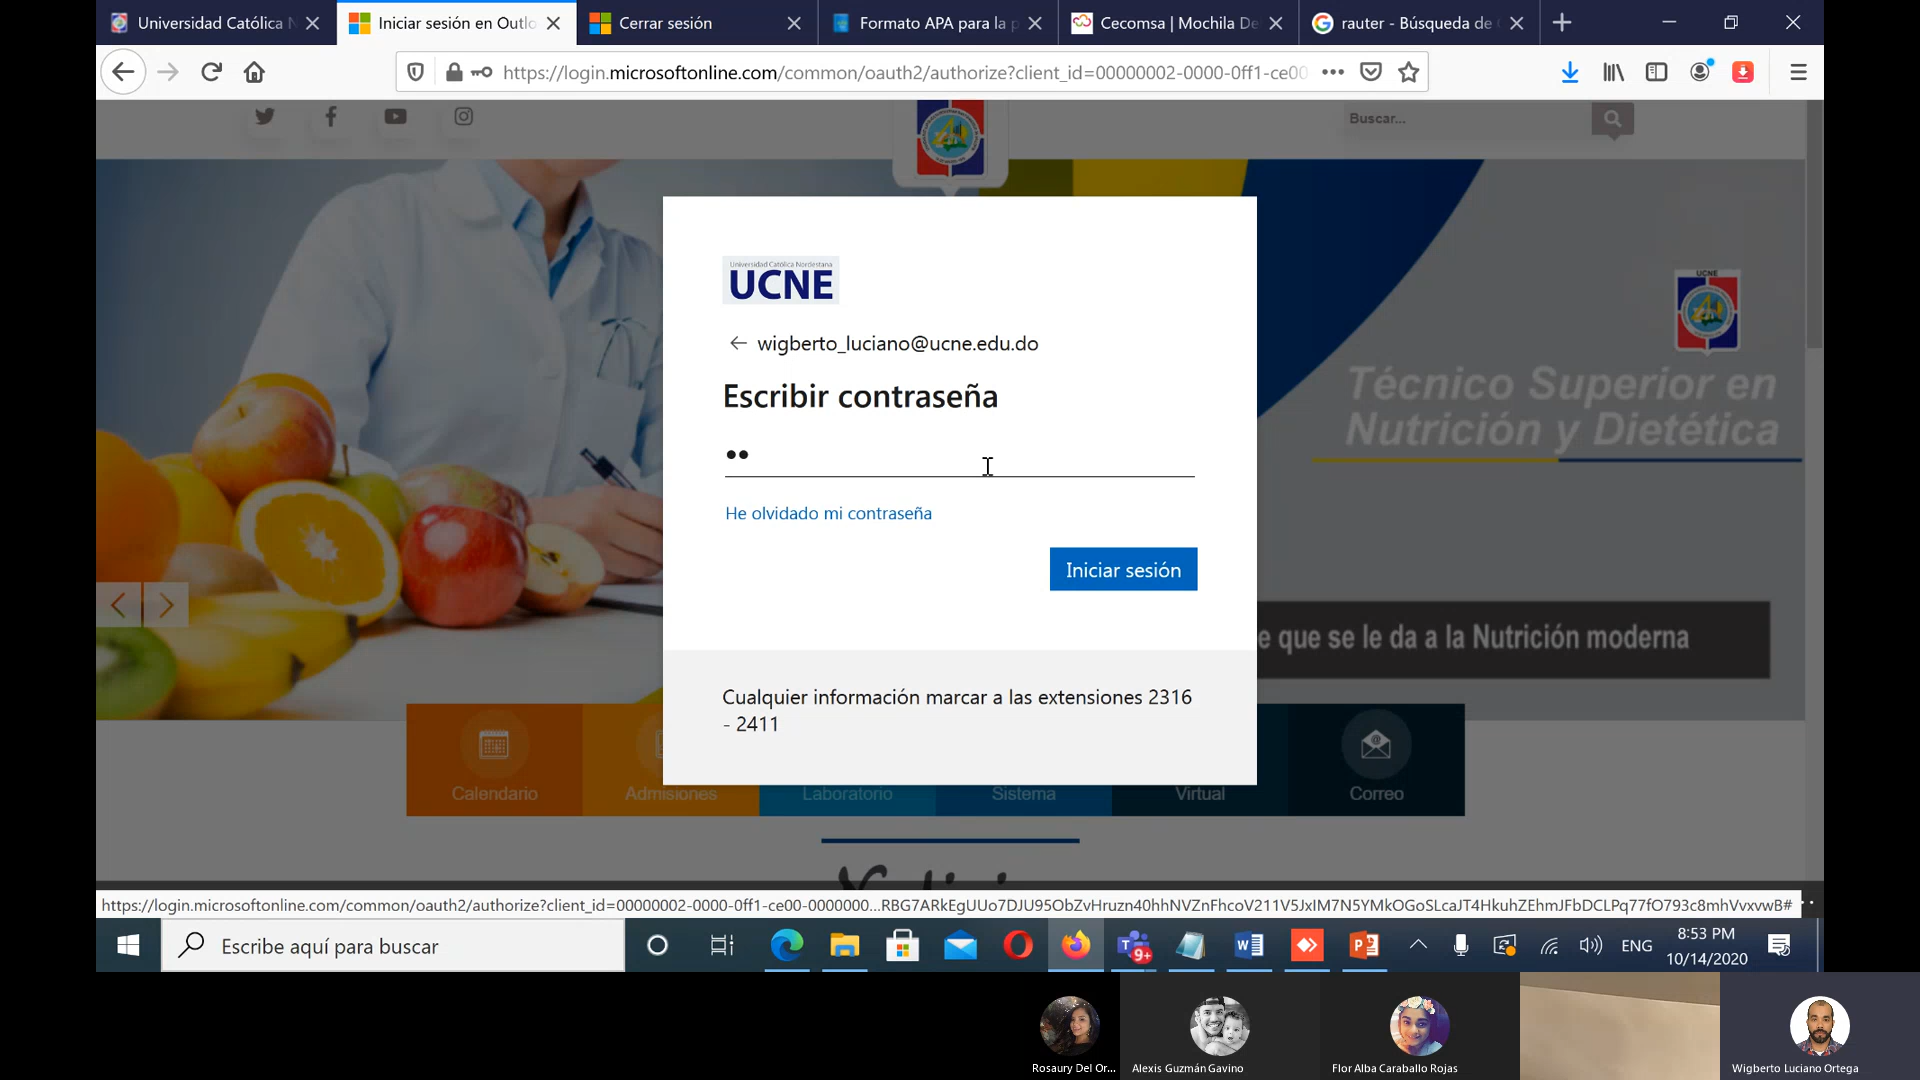 Universidad Católica N
Iniciar sesión en Outlo
Cerrar sesión
Formato APA para la p
Cecomsa | Mochila De
rauter - Búsqueda de
https://login.microsoftonline.com/common/oauth2/authorize?client_id=00000002-0000-0ff1-ce00
Buscar...
Universidad Católica Nordestana
UCNE
wigberto_luciano@ucne.edu.do
Escribir contraseña
He olvidado mi contraseña
Iniciar sesión
Cualquier información marcar a las extensiones 2316
- 2411
UCNE
Técnico Superior en
Nutrición y Dietética
e que se le da a la Nutrición moderna
Calendario
Admisiones
Laboratorio
Sistema
Virtual
Correo
https://login.microsoftonline.com/common/oauth2/authorize?client_id=00000002-0000-0ff1-ce00-0000000...RBG7ARkEgUUo7DJU95ObZvHruzn40hhNVZnFhcoV211V5JxIM7N5YMkOGoSLcaJT4HkuhZEhmJFbDCLPq77fO793c8mhVvxvwB#
Escribe aquí para buscar
9+
ENG
8:53 PM
10/14/2020
Rosaury Del Or...
Alexis Guzmán Gavino
Flor Alba Caraballo Rojas
Wigberto Luciano Ortega